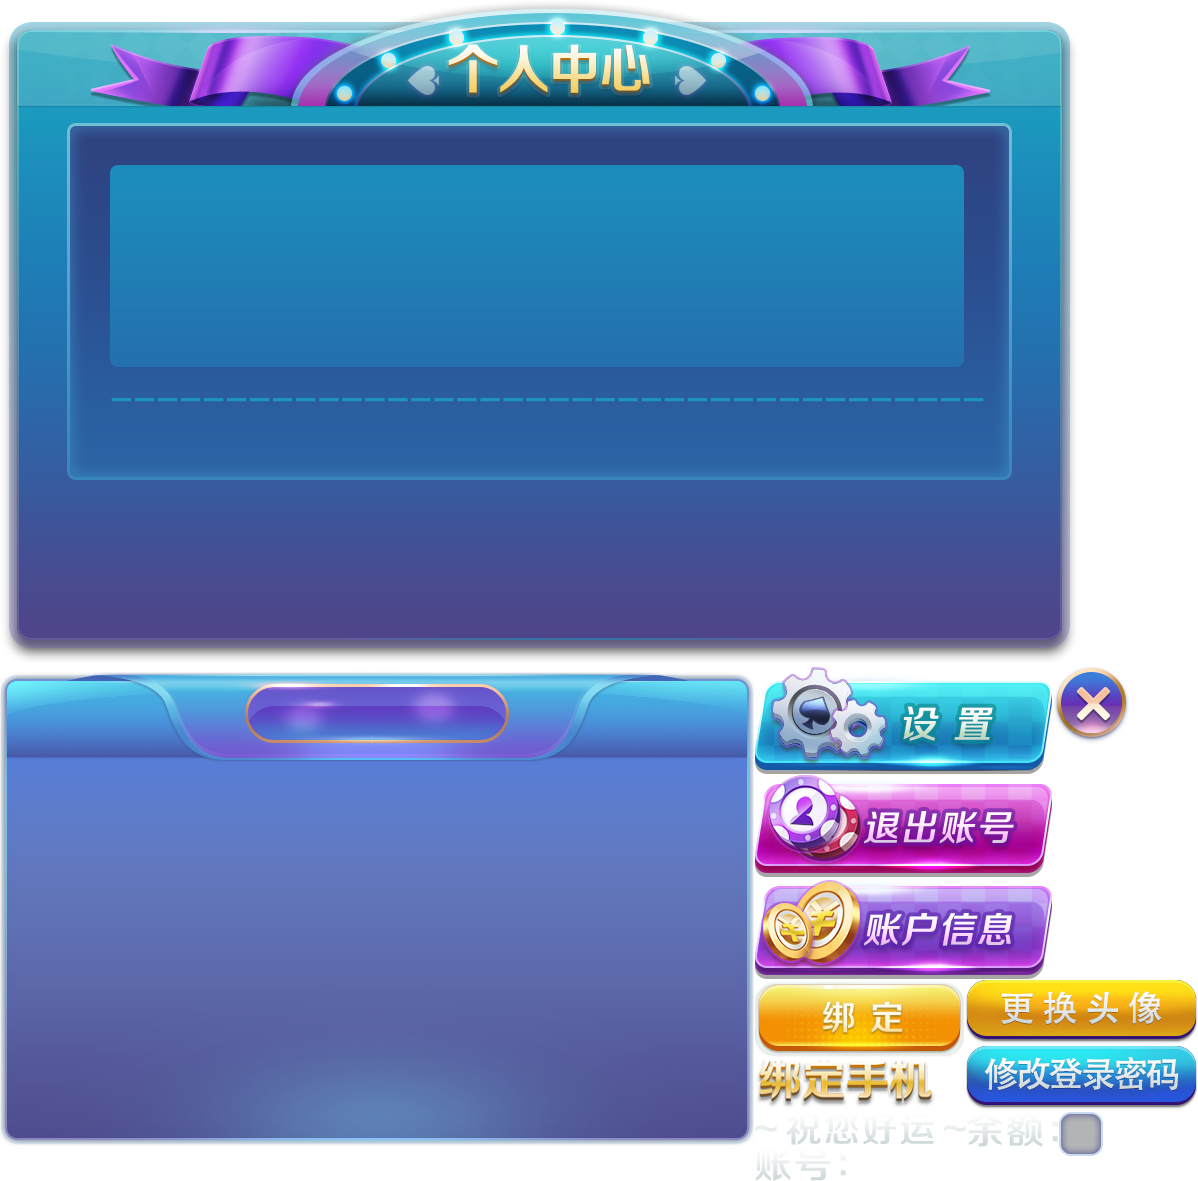 个人中心
设置
退出账号
账户信息
绑定
更换头像
绑定手机
修改登录密码
~祝您好运~
余额:
账号: